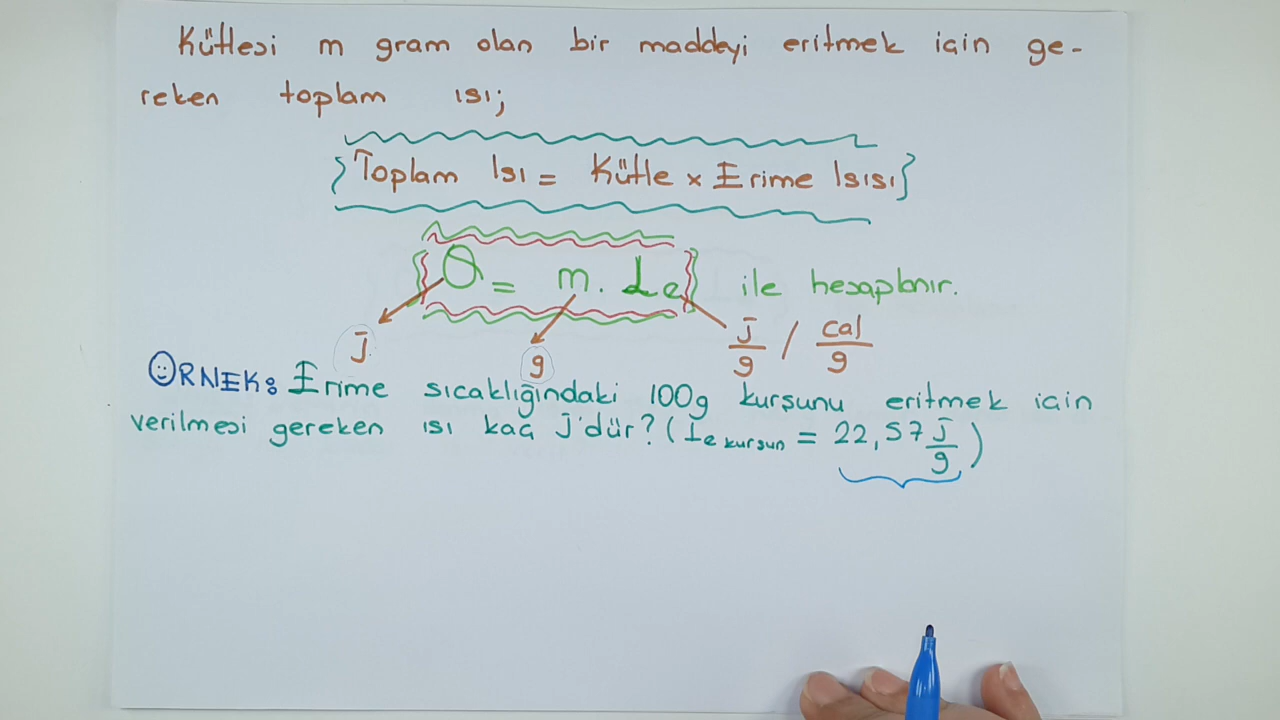 Kütlesi m gram olan bir maddeyi eritmek için ge-
reken toplam ısı;
Toplam Isı = Kütle x Erime Isısı
Q = m. Le ile hesaplanır.
J g J/g / cal/g
ÖRNEK: Erime sıcaklığındaki 100g kurşunu eritmek için
verilmesi gereken ısı kaç J'dür? (Le kurşun = 22,57 J/g)